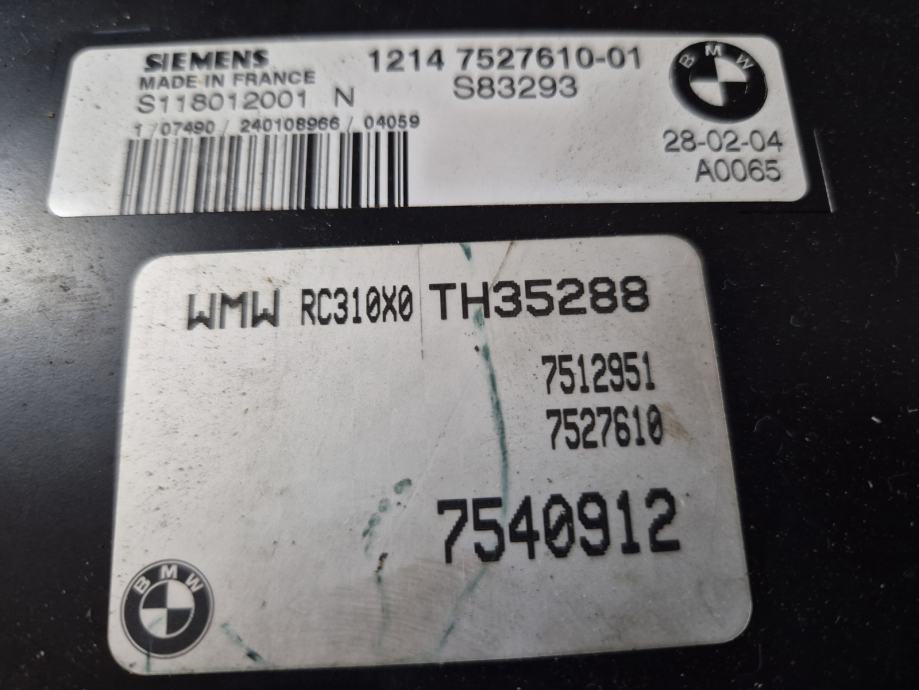 SIEMENS 1214 7527610-01
MADE IN FRANCE
S118012001 N S83293
1/07490/240108966/04059
BMW
28-02-04
A0065
WMW RC310X0 TH35288
7512951
7527610
7540912
BMW